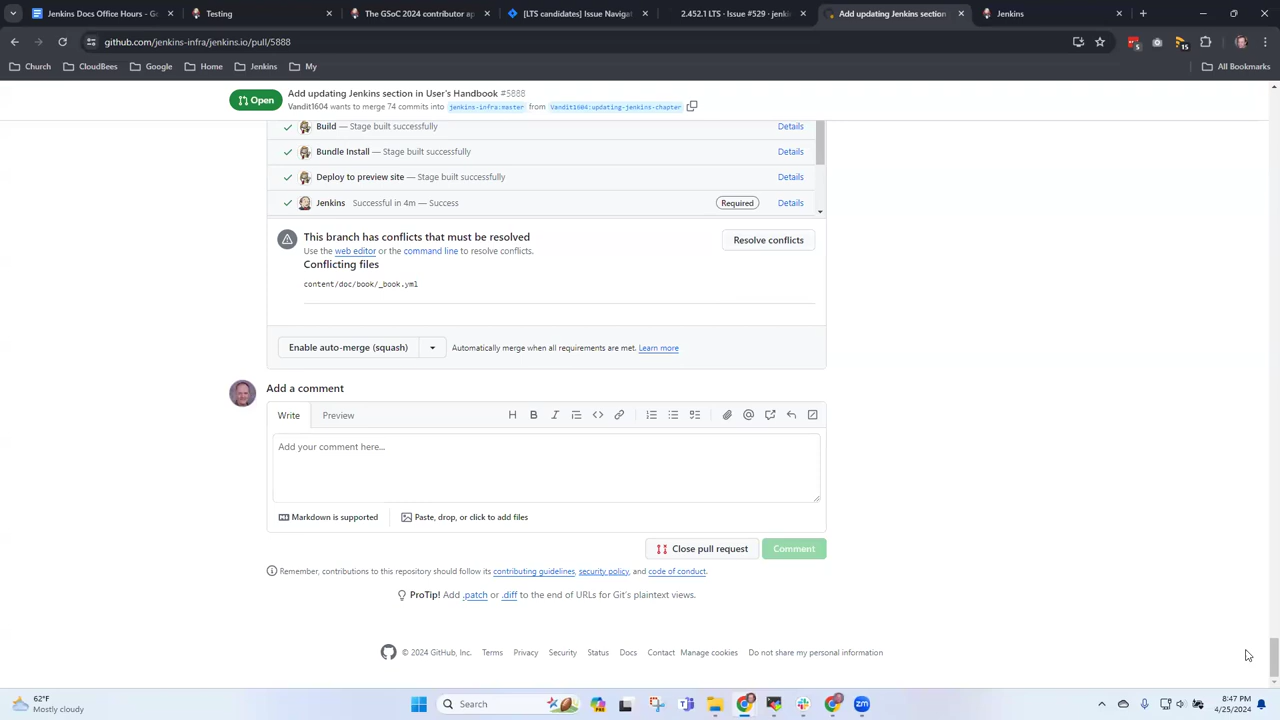 Jenkins Docs Office Hours - G
Testing
The GSoC 2024 contributor ap
[LTS candidates] Issue Navigat
2.452.1 LTS · Issue #529 · jenki
Add updating Jenkins section
Jenkins
github.com/jenkins-infra/jenkins.io/pull/5888
5
15
Church
CloudBees
Google
Home
Jenkins
My
All Bookmarks
Open
Add updating Jenkins section in User's Handbook #5888
Vandit1604 wants to merge 74 commits into jenkins-infra:master from Vandit1604:updating-jenkins-chapter
Build — Stage built successfully Details
Bundle Install — Stage built successfully Details
Deploy to preview site — Stage built successfully Details
Jenkins Successful in 4m — Success Required Details
This branch has conflicts that must be resolved
Resolve conflicts
Use the web editor or the command line to resolve conflicts.
Conflicting files
content/doc/book/_book.yml
Enable auto-merge (squash)
Automatically merge when all requirements are met. Learn more
Add a comment
Write
Preview
Add your comment here...
Markdown is supported
Paste, drop, or click to add files
Close pull request
Comment
Remember, contributions to this repository should follow its contributing guidelines, security policy, and code of conduct.
ProTip! Add .patch or .diff to the end of URLs for Git's plaintext views.
© 2024 GitHub, Inc. Terms Privacy Security Status Docs Contact Manage cookies Do not share my personal information
62°F
Mostly cloudy
Search
zm
8:47 PM
4/25/2024